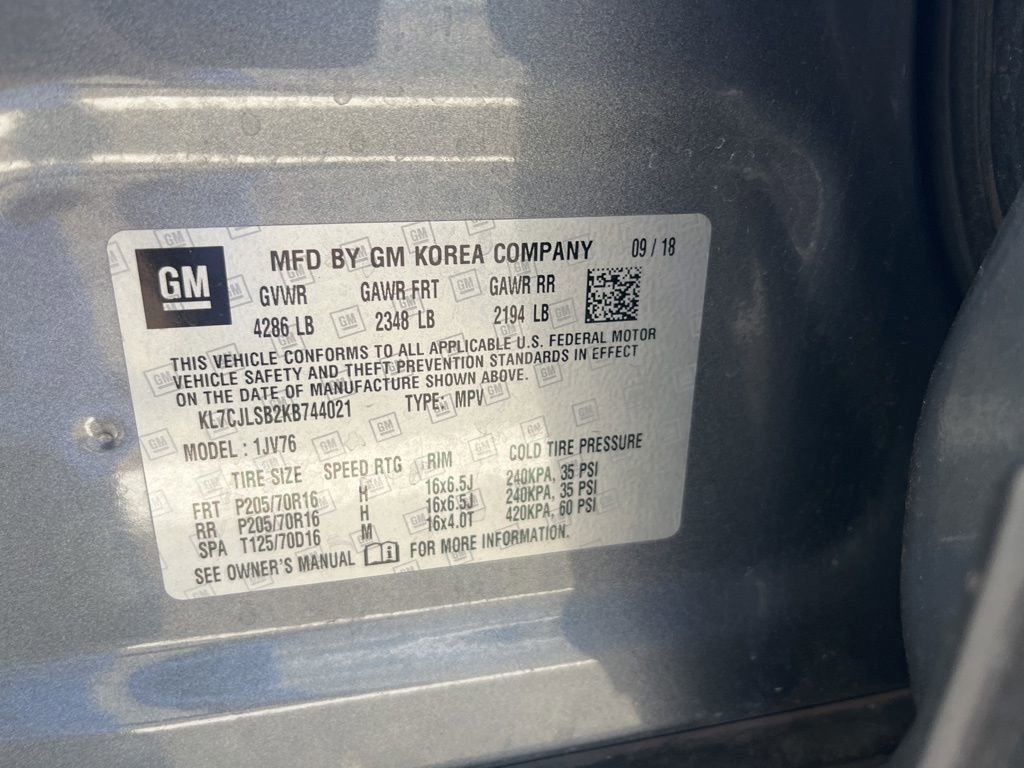 GM
MFD BY GM KOREA COMPANY 09 / 18
GVWR GAWR FRT GAWR RR
4286 LB 2348 LB 2194 LB
THIS VEHICLE CONFORMS TO ALL APPLICABLE U.S. FEDERAL MOTOR
VEHICLE SAFETY AND THEFT PREVENTION STANDARDS IN EFFECT
ON THE DATE OF MANUFACTURE SHOWN ABOVE.
KL7CJLSB2KB744021 TYPE: MPV
MODEL : 1JV76
TIRE SIZE SPEED RTG RIM COLD TIRE PRESSURE
FRT P205/70R16 H 16x6.5J 240KPA, 35 PSI
RR P205/70R16 H 16x6.5J 240KPA, 35 PSI
SPA T125/70D16 M 16x4.0T 420KPA, 60 PSI
SEE OWNER'S MANUAL FOR MORE INFORMATION.